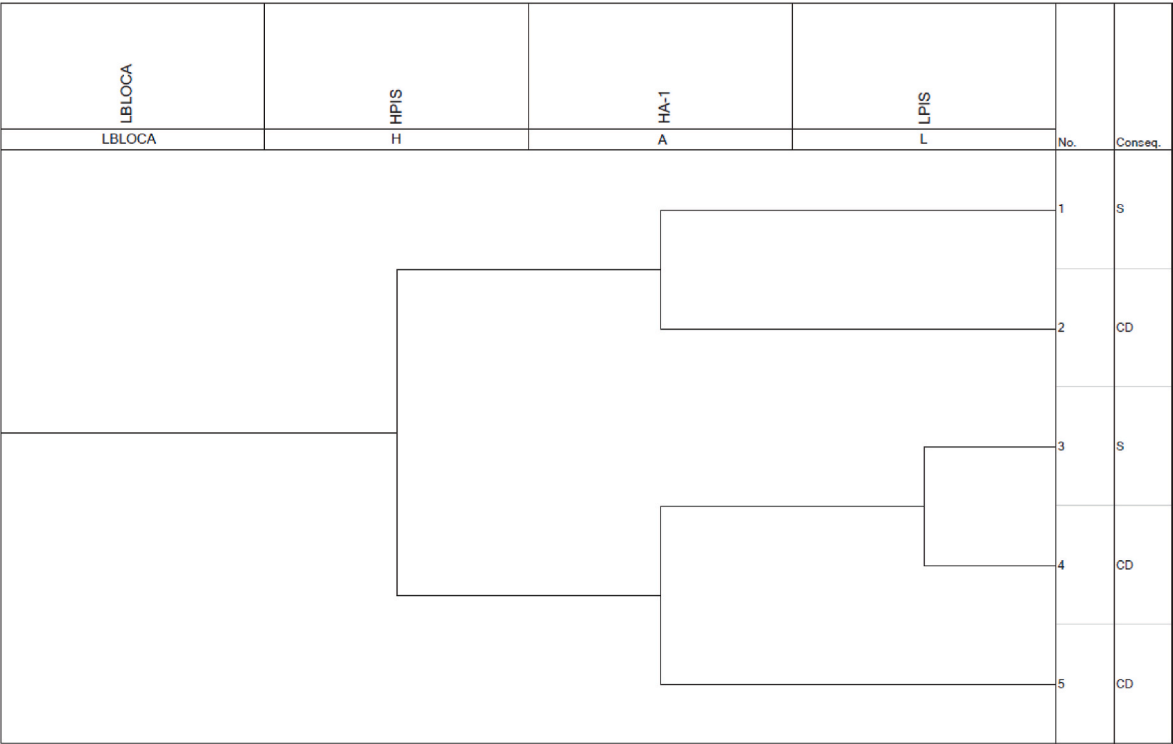 LBLOCA
HPIS
HA-1
LPIS
LBLOCA H A L No. Conseq.
1 S
2 CD
3 S
4 CD
5 CD